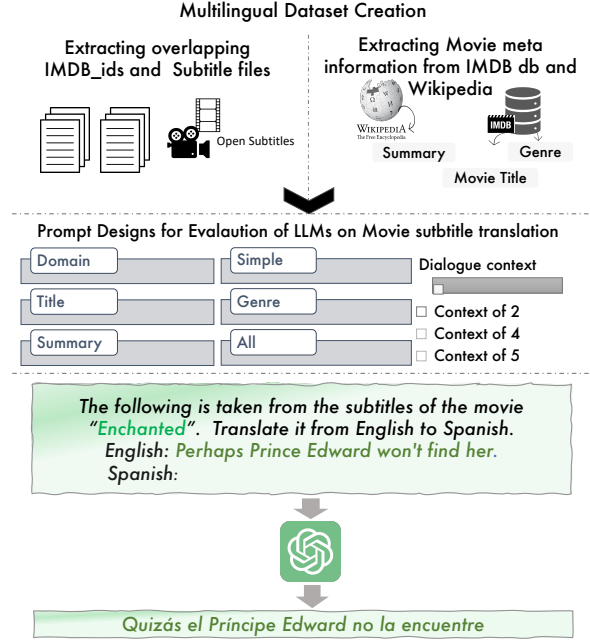 Multilingual Dataset Creation
Extracting overlapping
IMDB_ids and Subtitle files
Open Subtitles
Extracting Movie meta
information from IMDB db and
Wikipedia
WIKIPEDIA
The Free Encyclopedia
IMDB
Summary
Genre
Movie Title
Prompt Designs for Evalaution of LLMs on Movie sutbtitle translation
Domain
Simple
Title
Genre
Summary
All
Dialogue context
Context of 2
Context of 4
Context of 5
The following is taken from the subtitles of the movie
“Enchanted”. Translate it from English to Spanish.
English: Perhaps Prince Edward won't find her.
Spanish:
Quizás el Príncipe Edward no la encuentre